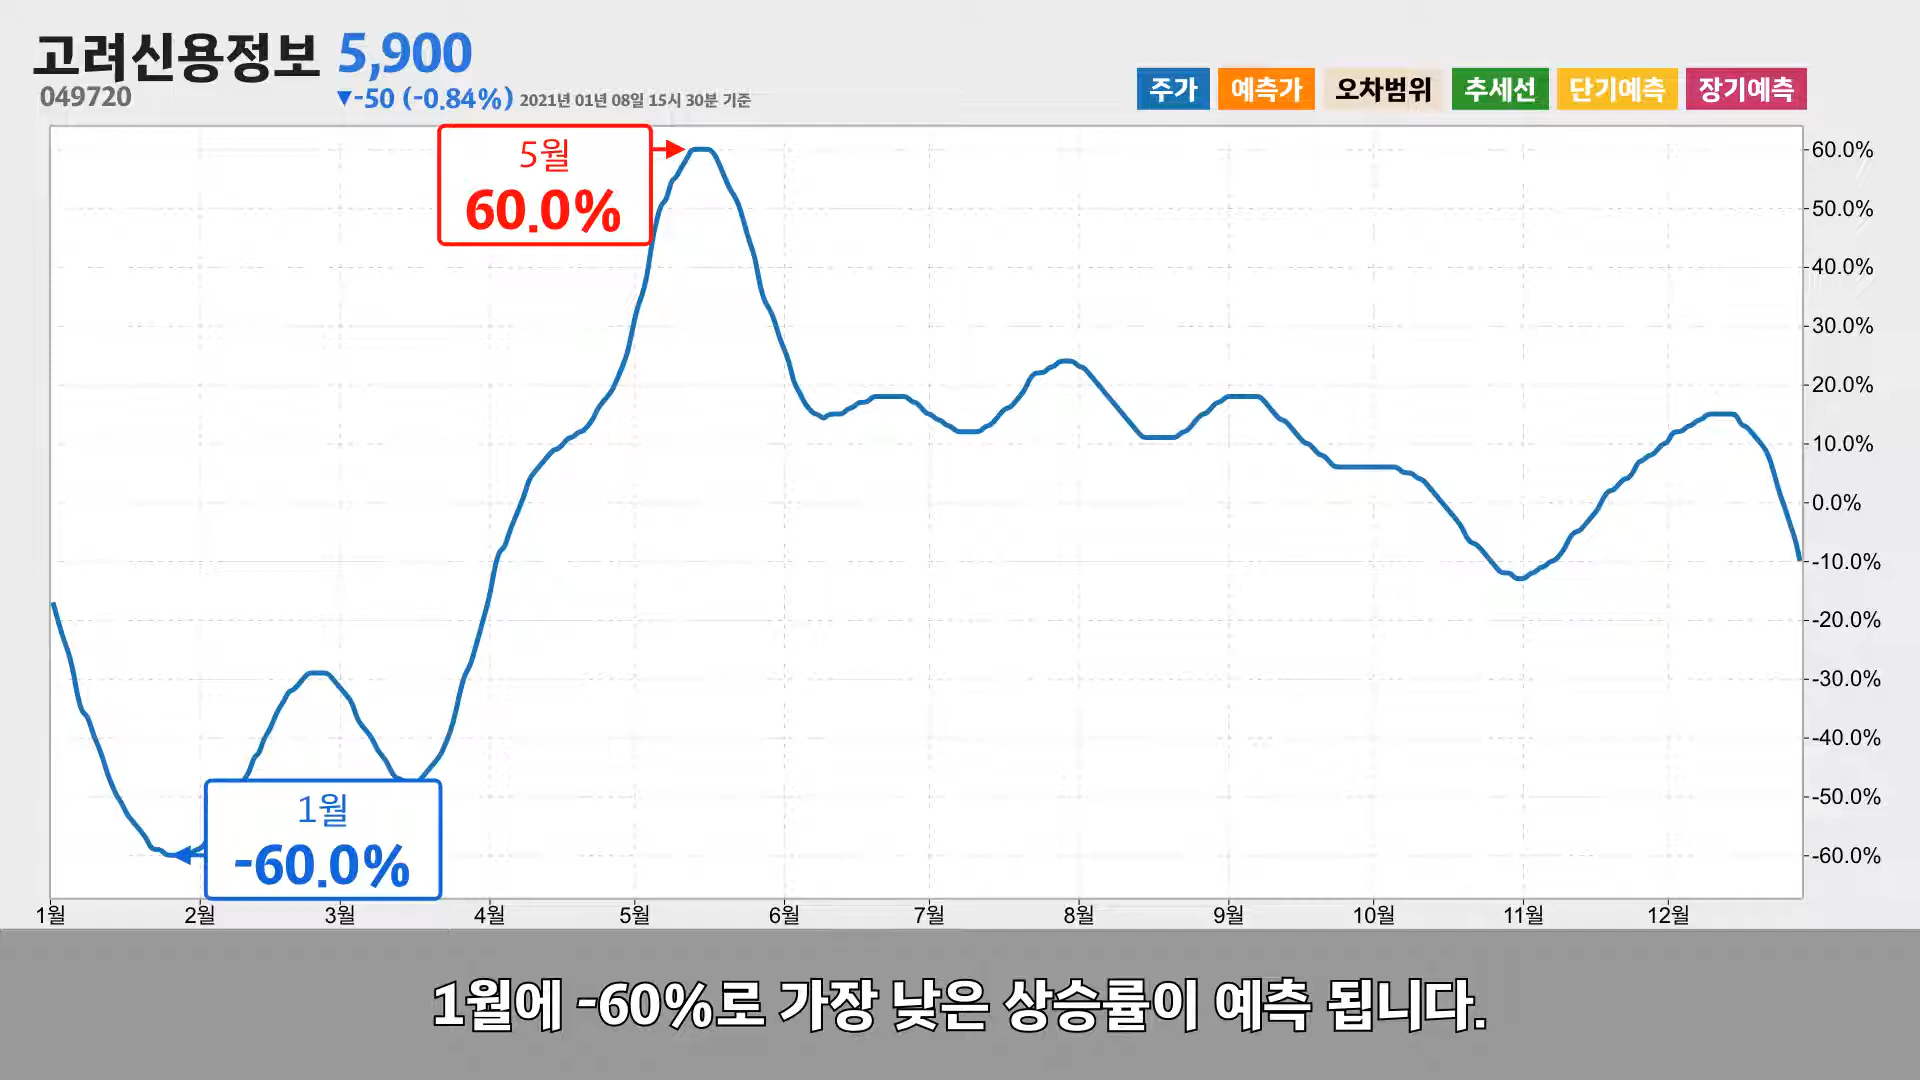 고려신용정보 5,900
049720
▼-50 (-0.84%) 2021년 01월 08일 15시 30분 기준
주가 예측가 오차범위 추세선 단기예측 장기예측
5월
60.0%
1월
-60.0%
60.0%
50.0%
40.0%
30.0%
20.0%
10.0%
0.0%
-10.0%
-20.0%
-30.0%
-40.0%
-50.0%
-60.0%
1월 2월 3월 4월 5월 6월 7월 8월 9월 10월 11월 12월
1월에 -60%로 가장 낮은 상승률이 예측 됩니다.